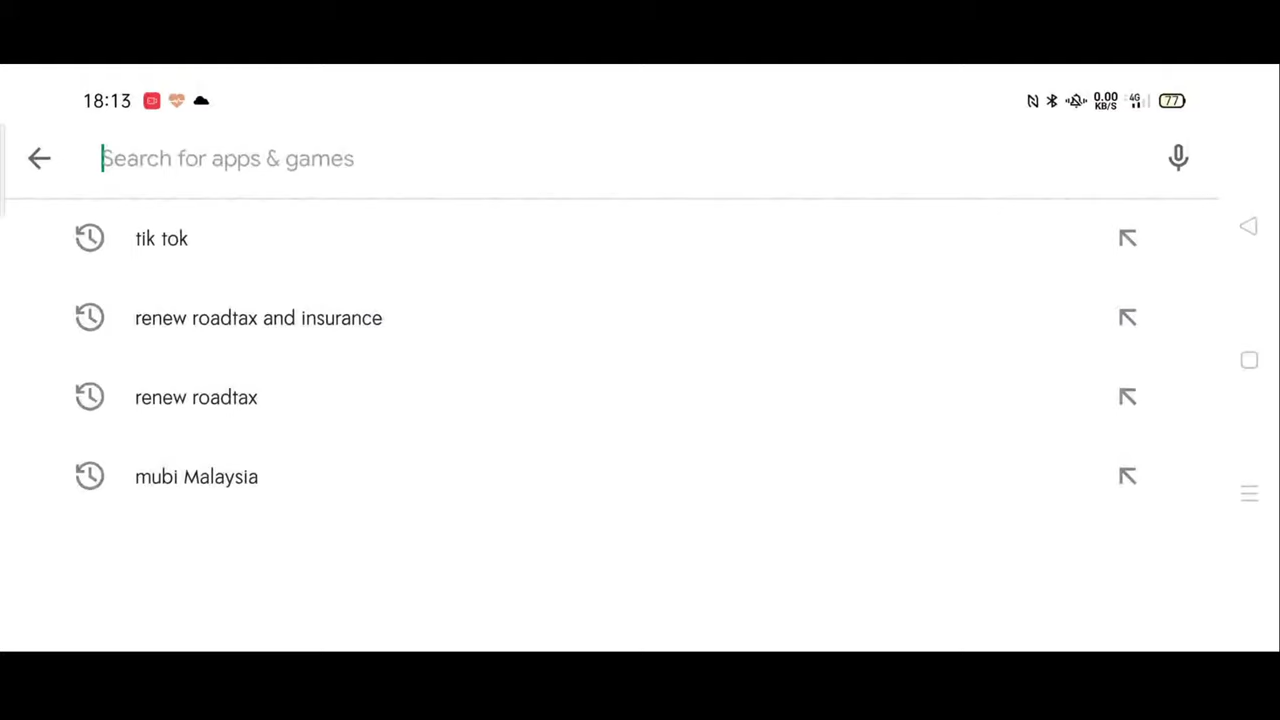 18:13
0.00
KB/S
4G
77
Search for apps & games
tik tok
renew roadtax and insurance
renew roadtax
mubi Malaysia